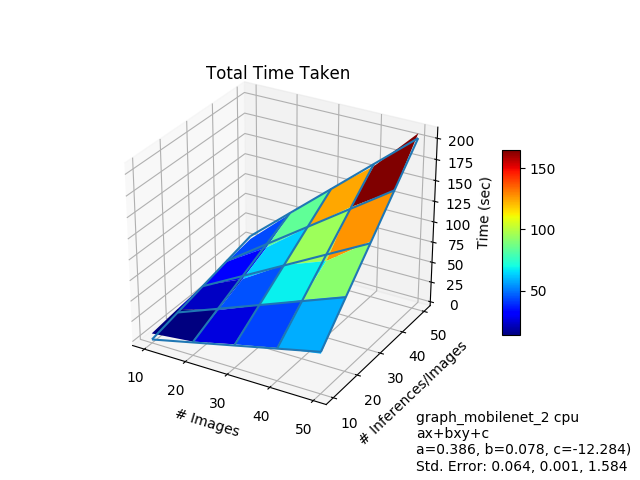 Total Time Taken
200
175
150
125
100
75
50
25
0
Time (sec)
150
100
50
10
20
30
40
50
# Images
10
20
30
40
50
# Inferences/Images
graph_mobilenet_2 cpu
ax+bxy+c
a=0.386, b=0.078, c=-12.284)
Std. Error: 0.064, 0.001, 1.584